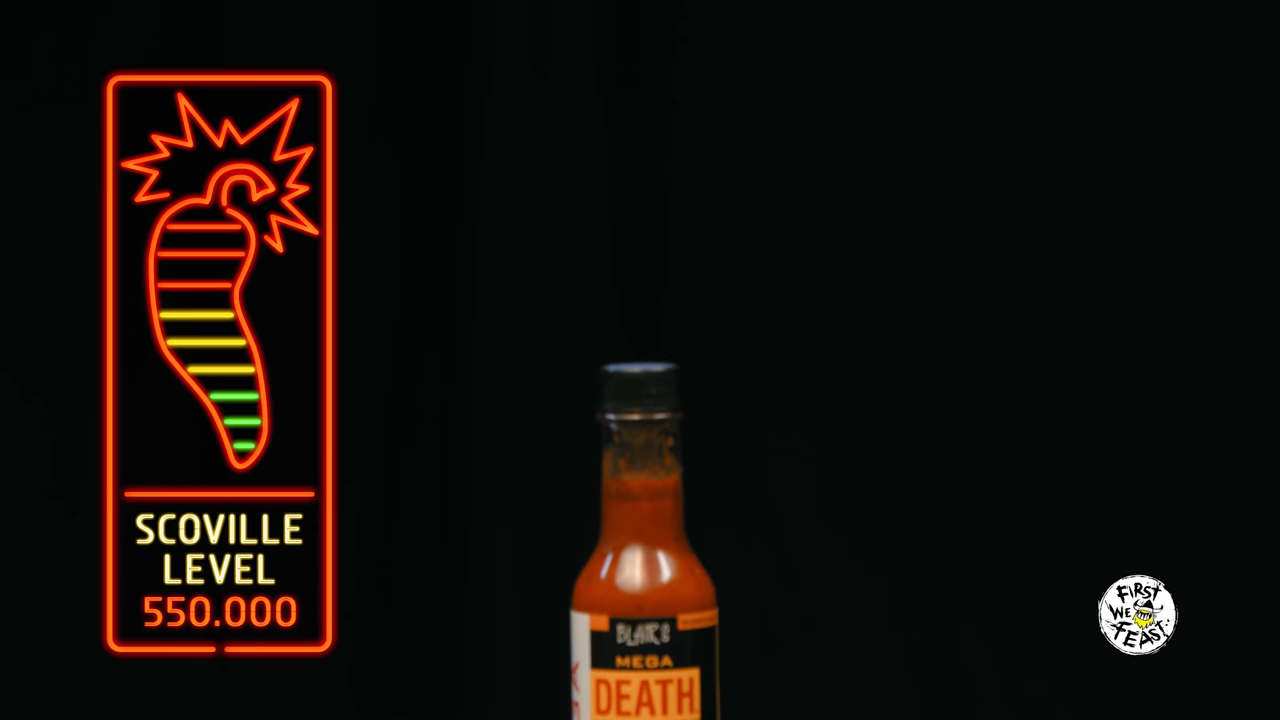 SCOVILLE
LEVEL
550.000
BLAIR'S
MEGA
DEATH
FIRST
WE
FEAST